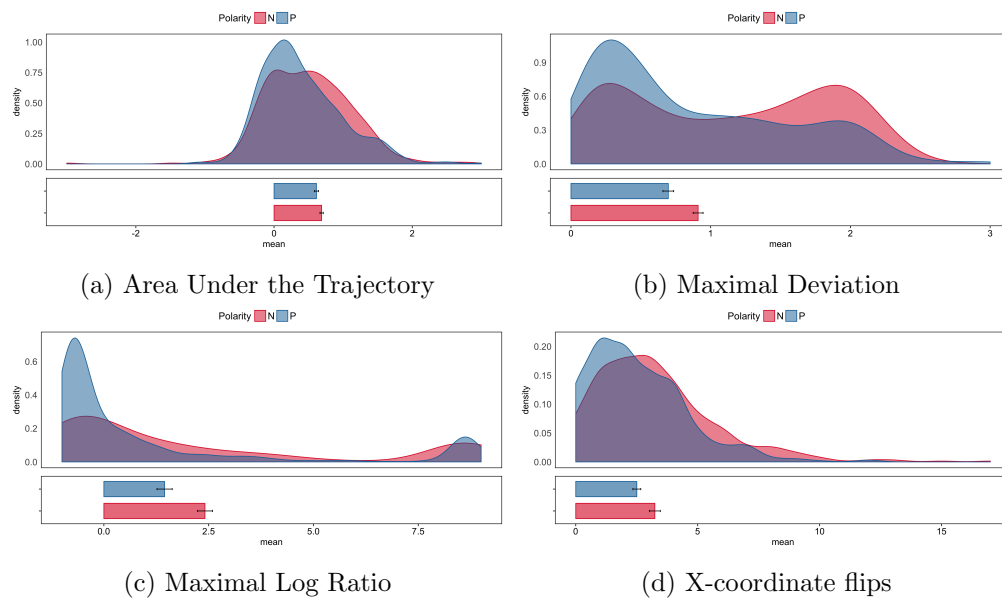 Polarity N P
1.00
0.75
0.50
0.25
0.00
density
-2 0 2
mean
(a) Area Under the Trajectory
Polarity N P
0.9
0.6
0.3
0.0
density
0 1 2 3
mean
(b) Maximal Deviation
Polarity N P
0.6
0.4
0.2
0.0
density
0.0 2.5 5.0 7.5
mean
(c) Maximal Log Ratio
Polarity N P
0.20
0.15
0.10
0.05
0.00
density
0 5 10 15
mean
(d) X-coordinate flips